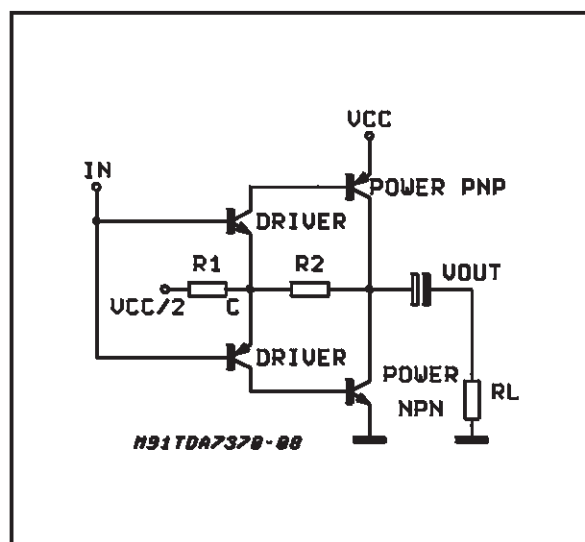 VCC
IN
POWER PNP
DRIVER
R1
R2
VOUT
VCC/2
C
DRIVER
POWER
NPN
RL
M91TDA7370-08